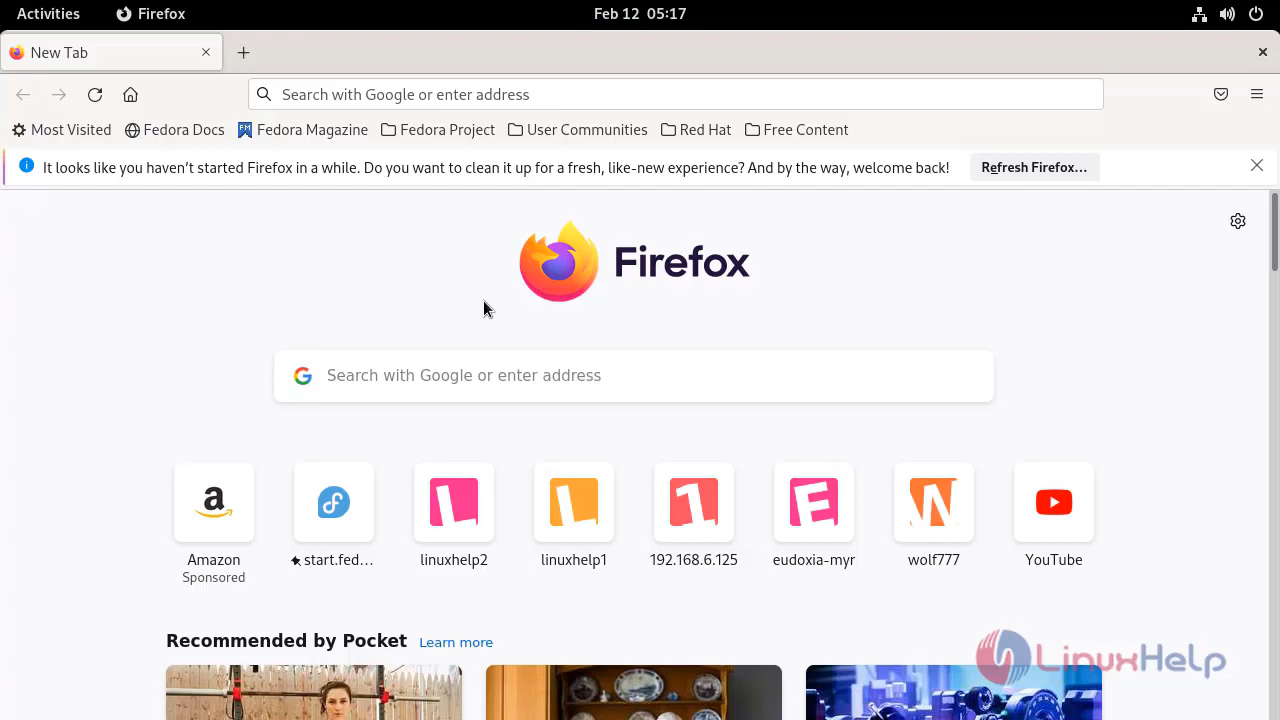 Activities Firefox Feb 12 05:17
New Tab
Search with Google or enter address
Most Visited Fedora Docs Fedora Magazine Fedora Project User Communities Red Hat Free Content
It looks like you haven’t started Firefox in a while. Do you want to clean it up for a fresh, like-new experience? And by the way, welcome back! Refresh Firefox…
Firefox
Search with Google or enter address
Amazon start.fed… linuxhelp2 linuxhelp1 192.168.6.125 eudoxia-myr wolf777 YouTube
Sponsored
Recommended by Pocket Learn more
LinuxHelp